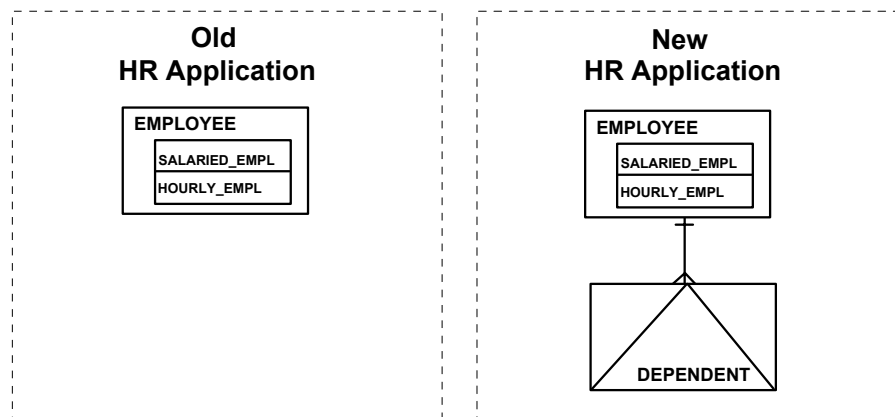 Old
HR Application
EMPLOYEE
SALARIED_EMPL
HOURLY_EMPL
New
HR Application
EMPLOYEE
SALARIED_EMPL
HOURLY_EMPL
DEPENDENT